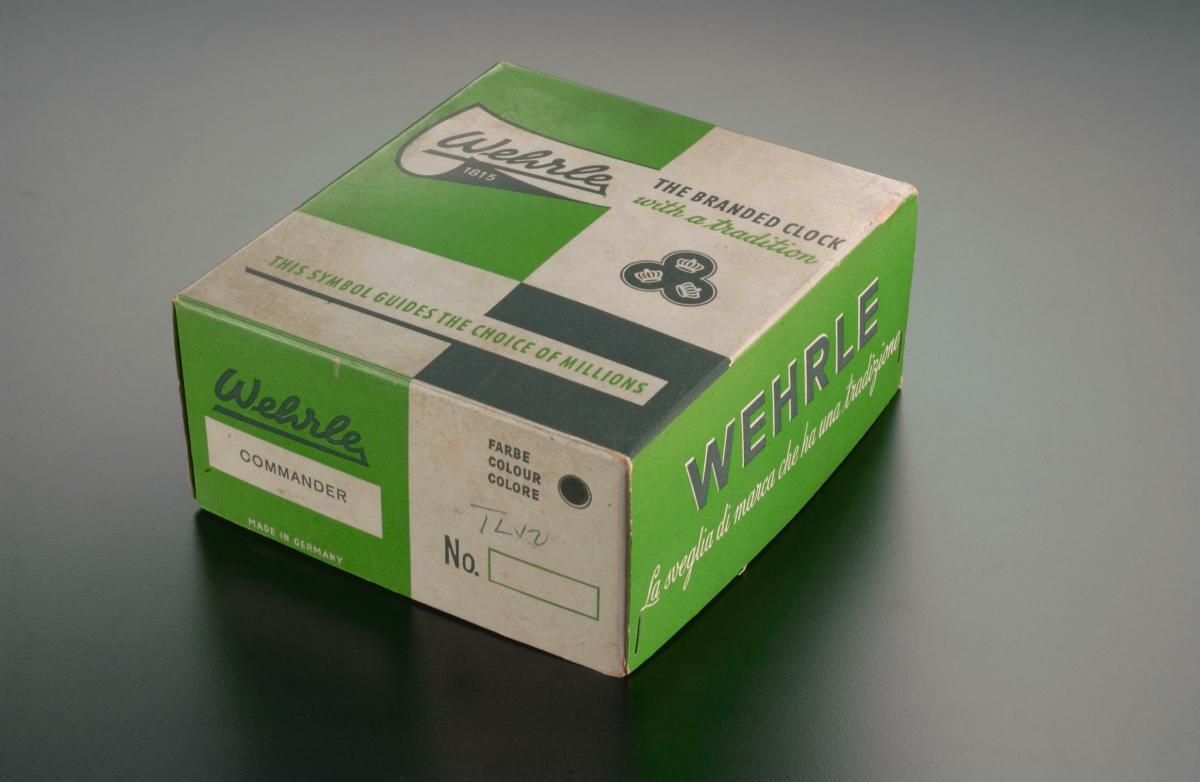 Wehrle
1815
THE BRANDED CLOCK
with a tradition
THIS SYMBOL GUIDES THE CHOICE OF MILLIONS
Wehrle
COMMANDER
MADE IN GERMANY
FARBE
COLOUR
COLORE
No.
WEHRLE
La sveglia di marca che ha una tradizione